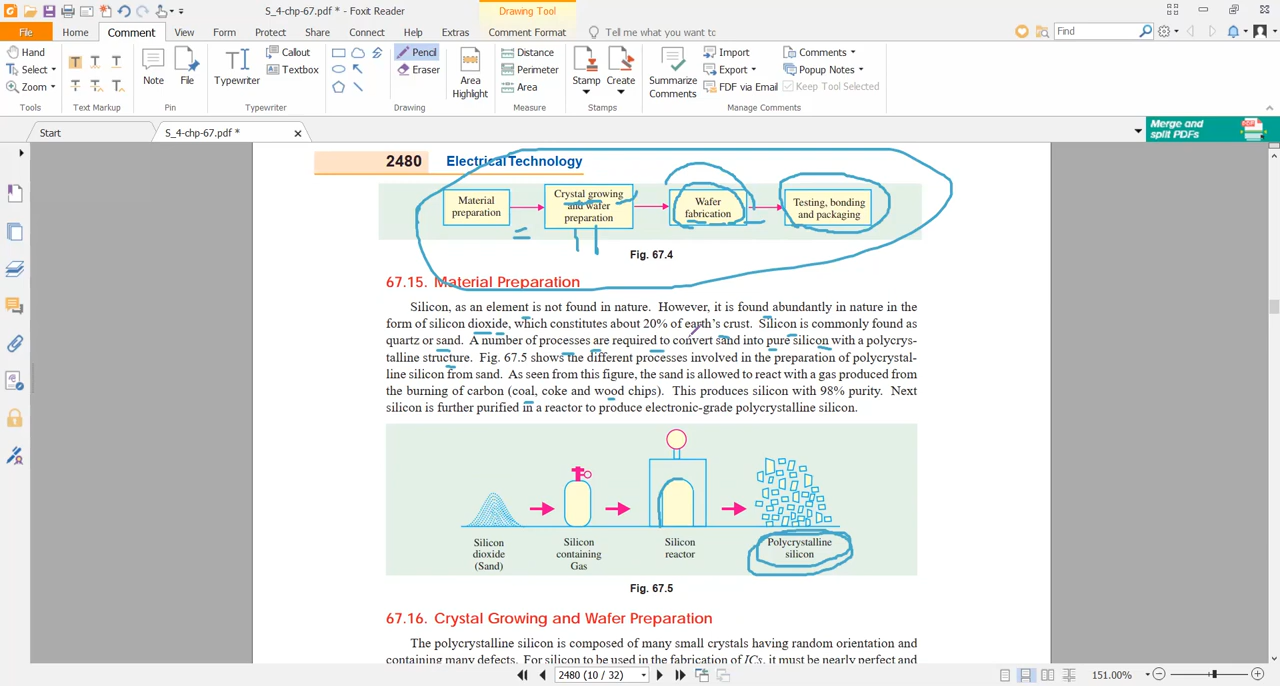 S_4-chp-67.pdf * - Foxit Reader
Drawing Tool
File Home Comment View Form Protect Share Connect Help Extras Comment Format Tell me what you want tc Find
Hand
Select
Zoom
Tools
Text Markup
Note
File
Pin
Typewriter
Callout
Textbox
Typewriter
Pencil
Eraser
Drawing
Area
Highlight
Distance
Perimeter
Area
Measure
Stamp
Create
Stamps
Summarize
Comments
Import
Export
FDF via Email
Comments
Popup Notes
Keep Tool Selected
Manage Comments
Start
S_4-chp-67.pdf *
Merge and
split PDFs
2480 Electrical Technology
Material
preparation
Crystal growing
and wafer
preparation
Wafer
fabrication
Testing, bonding
and packaging
Fig. 67.4
67.15. Material Preparation
Silicon, as an element is not found in nature. However, it is found abundantly in nature in the
form of silicon dioxide, which constitutes about 20% of earth's crust. Silicon is commonly found as
quartz or sand. A number of processes are required to convert sand into pure silicon with a polycrys-
talline structure. Fig. 67.5 shows the different processes involved in the preparation of polycrystal-
line silicon from sand. As seen from this figure, the sand is allowed to react with a gas produced from
the burning of carbon (coal, coke and wood chips). This produces silicon with 98% purity. Next
silicon is further purified in a reactor to produce electronic-grade polycrystalline silicon.
Silicon
dioxide
(Sand)
Silicon
containing
Gas
Silicon
reactor
Polycrystalline
silicon
Fig. 67.5
67.16. Crystal Growing and Wafer Preparation
The polycrystalline silicon is composed of many small crystals having random orientation and
containing many defects. For silicon to be used in the fabrication of ICs, it must be nearly perfect and
2480 (10 / 32)
151.00%